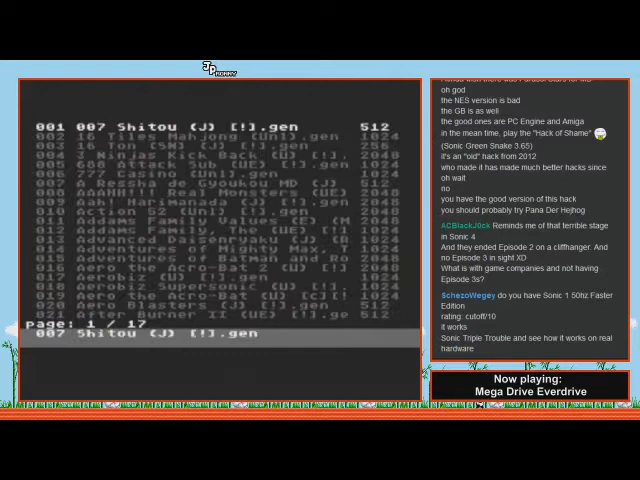 JP
RONNY
001 007 Shitou (J) [!].gen 512
002 16 Tiles Mahjong (Unl).gen 1024
003 16 Ton (SN) (J) [!].gen 256
004 3 Ninjas Kick Back (W) [!]. 2048
005 688 Attack Sub (UE) [!].gen 1024
006 777 Casino (Unl).gen 1024
007 A Ressha de Gyoukou MD (J) 512
008 AAAHH!!! Real Monsters (UE) 2048
009 Aah! Harimanada (J) [!].gen 2048
010 Action 52 (Unl) [!].gen 2048
011 Addams Family Values (E) (M 2048
012 Addams Family, The (UE) [!] 1024
013 Advanced Daisenryaku (J) (R 1024
014 Adventures of Mighty Max, T 1024
015 Adventures of Batman and Ro 2048
016 Aero the Acro-Bat 2 (W) [!] 2048
017 Aerobiz (W) [!].gen 1024
018 Aerobiz Supersonic (W) [!]. 1024
019 Aero the Acro-Bat (W) [c][! 1024
020 Aero Blasters (J) [!].gen 512
021 After Burner II (UE) [!].ge 512
page: 1 / 17
007 Shitou (J) [!].gen
oh god
the NES version is bad
the GB is as well
the good ones are PC Engine and Amiga
in the mean time, play the "Hack of Shame"
(Sonic Green Snake 3.65)
it's an "old" hack from 2012
who made it has made much better hacks since
oh wait
no
you have the good version of this hack
you should probably try Pana Der Hejhog
ACBlackJ0ck Reminds me of that terrible stage
in Sonic 4
And they ended Episode 2 on a cliffhanger. And
no Episode 3 in sight XD
What is with game companies and not having
Episode 3s?
SchezoWegey do you have Sonic 1 50hz Faster
Edition
rating: cutoff/10
it works
Sonic Triple Trouble and see how it works on real
hardware
Now playing:
Mega Drive Everdrive